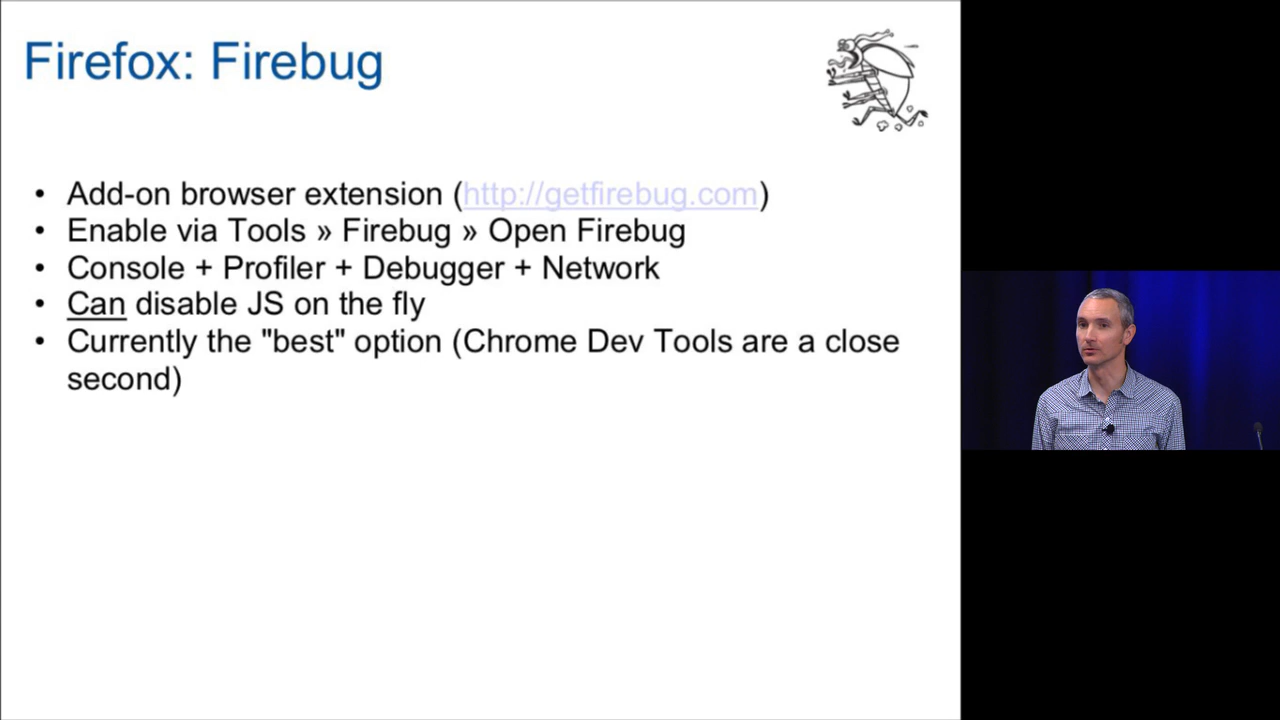 Firefox: Firebug
• Add-on browser extension (http://getfirebug.com)
• Enable via Tools » Firebug » Open Firebug
• Console + Profiler + Debugger + Network
• Can disable JS on the fly
• Currently the "best" option (Chrome Dev Tools are a close
second)